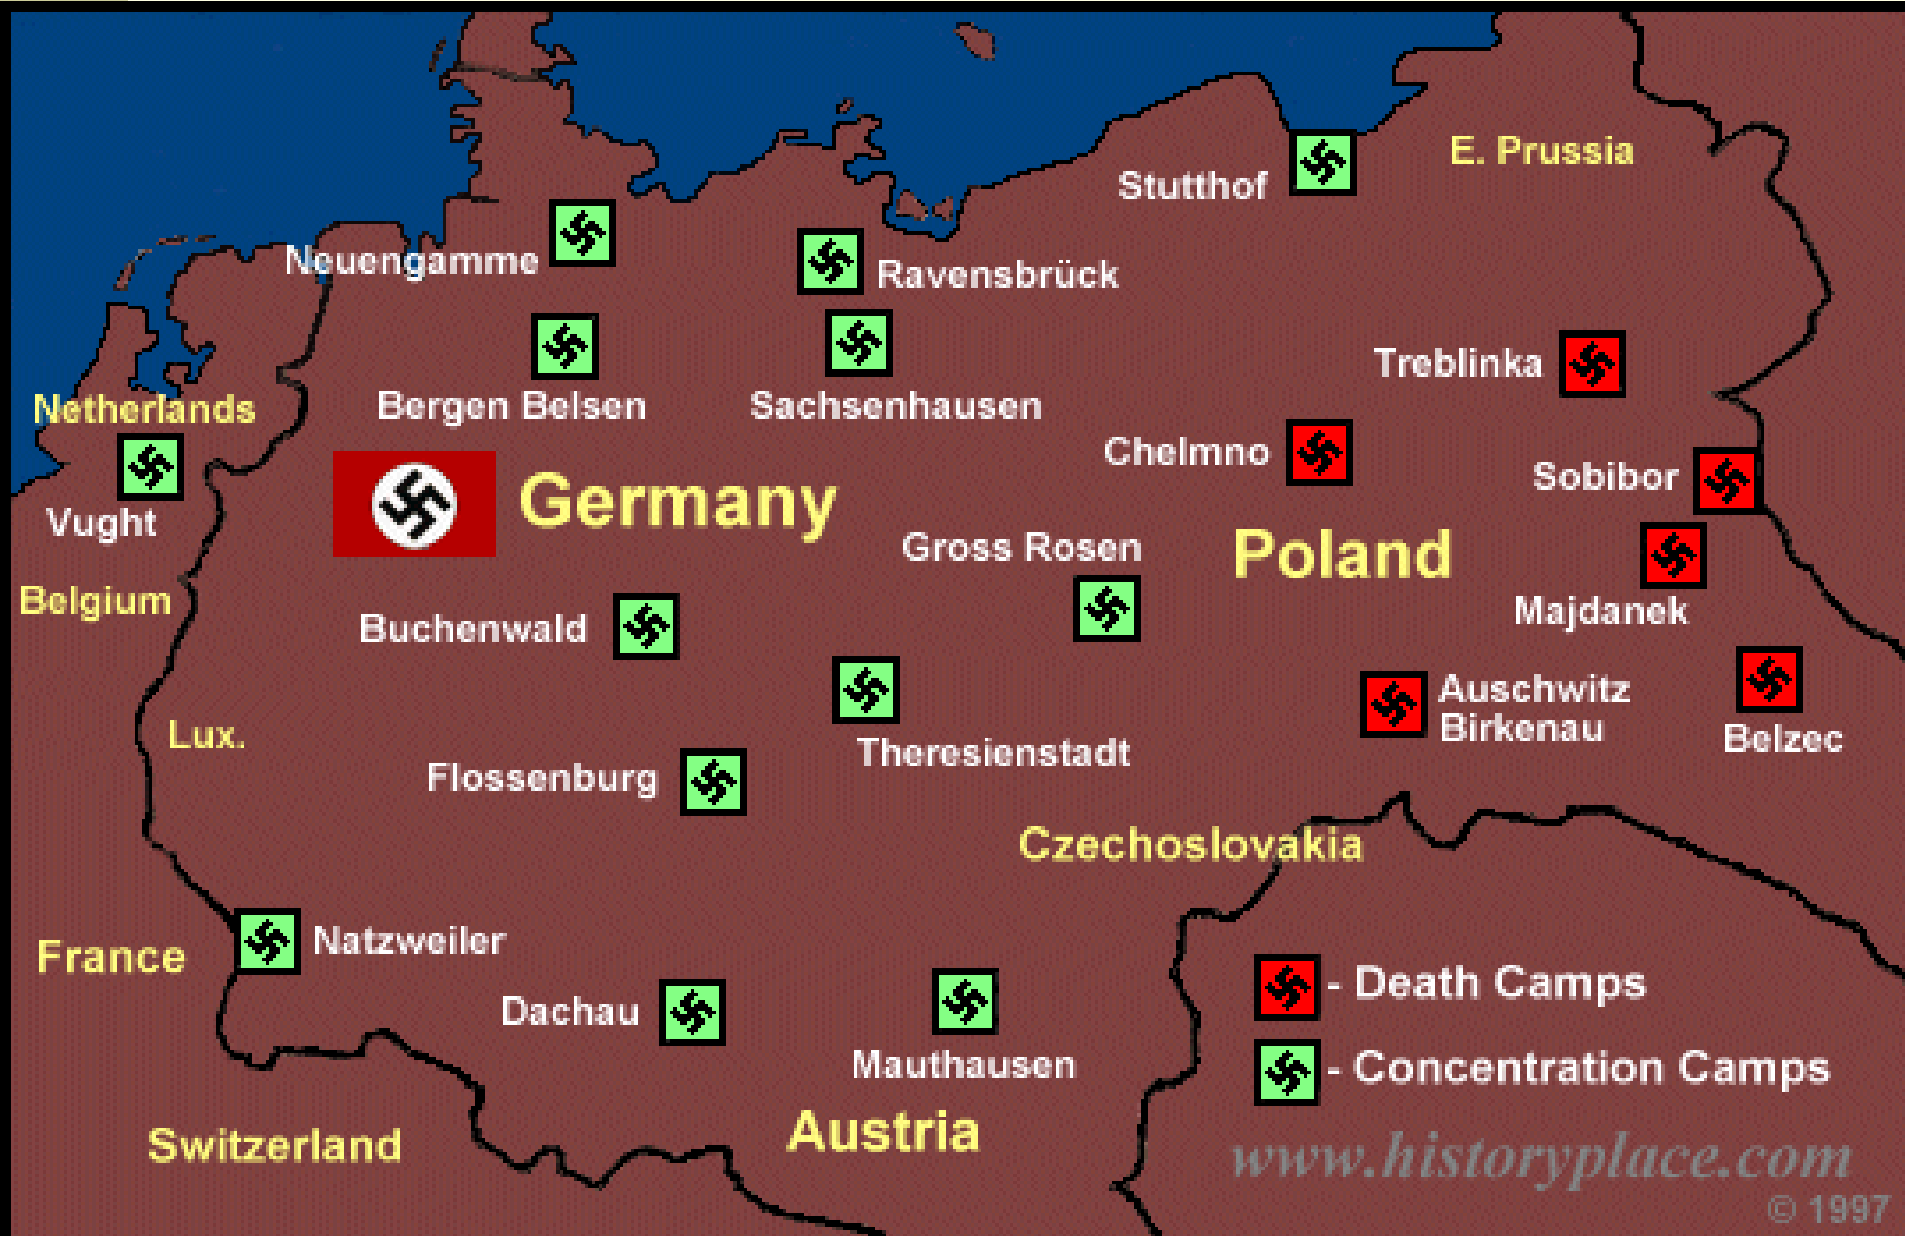 E. Prussia
Stutthof
Neuengamme
Ravensbrück
Treblinka
Netherlands
Bergen Belsen
Sachsenhausen
Chelmno
Sobibor
Vught
Germany
Gross Rosen
Poland
Belgium
Buchenwald
Majdanek
Auschwitz
Birkenau
Lux.
Theresienstadt
Belzec
Flossenburg
Czechoslovakia
France
Natzweiler
- Death Camps
Dachau
Mauthausen
- Concentration Camps
Switzerland
Austria
www.historyplace.com
© 1997